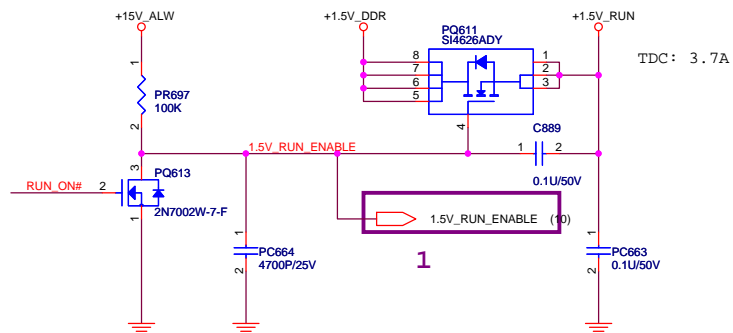 +15V_ALW
+1.5V_DDR
+1.5V_RUN
PQ611
SI4626ADY
8
7
6
5
1
2
3
4
TDC: 3.7A
1
PR697
100K
2
1.5V_RUN_ENABLE
C889
1
2
0.1U/50V
3
PQ613
RUN_ON#
2
2N7002W-7-F
1
1.5V_RUN_ENABLE (10)
1
1
PC664
4700P/25V
2
1
PC663
0.1U/50V
2